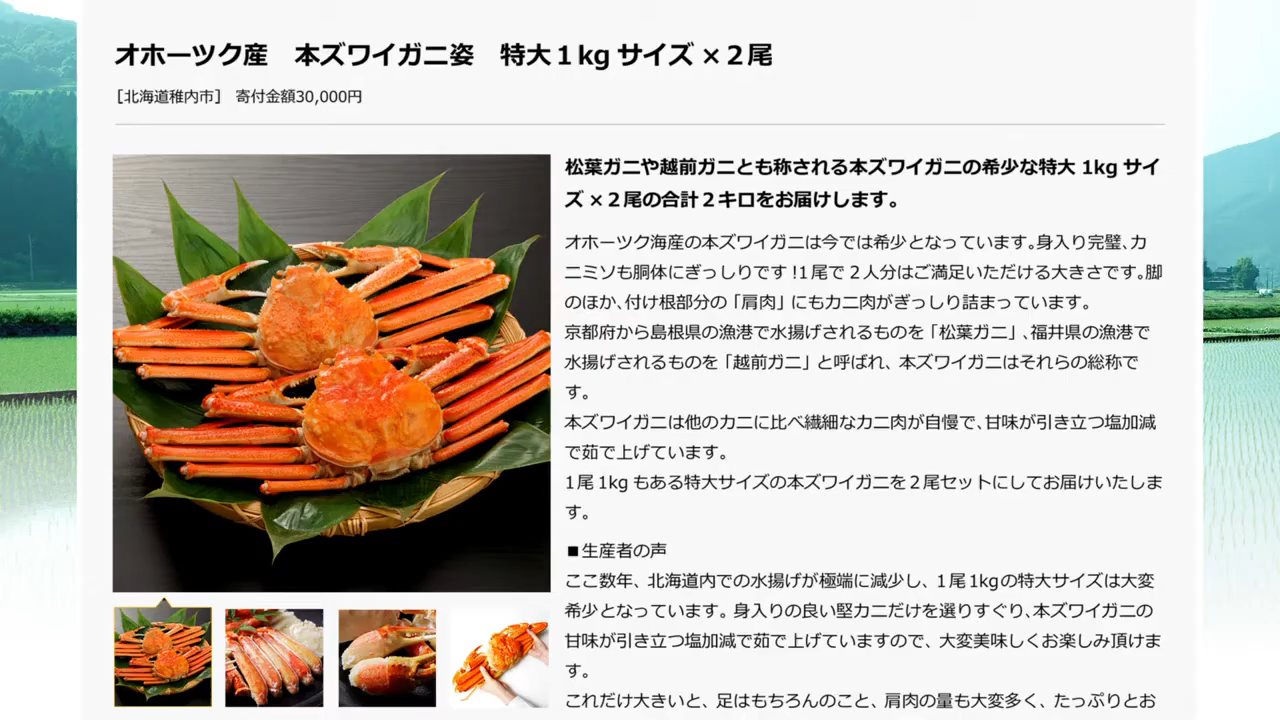 オホーツク産　本ズワイガニ姿　特大１kg サイズ ×２尾
［北海道稚内市］　寄付金額30,000円
松葉ガニや越前ガニとも称される本ズワイガニの希少な特大 1kg サイ
ズ ×２尾の合計２キロをお届けします。
オホーツク海産の本ズワイガニは今では希少となっています。身入り完璧、カ
ニミソも胴体にぎっしりです！1尾で２人分はご満足いただける大きさです。脚
のほか、付け根部分の「肩肉」にもカニ肉がぎっしり詰まっています。
京都府から島根県の漁港で水揚げされるものを「松葉ガニ」、福井県の漁港で
水揚げされるものを「越前ガニ」と呼ばれ、本ズワイガニはそれらの総称で
す。
本ズワイガニは他のカニに比べ繊細なカニ肉が自慢で、甘味が引き立つ塩加減
で茹で上げています。
1尾 1kg もある特大サイズの本ズワイガニを２尾セットにしてお届けいたしま
す。
■生産者の声
ここ数年、北海道内での水揚げが極端に減少し、１尾1kgの特大サイズは大変
希少となっています。身入りの良い堅カニだけを選りすぐり、本ズワイガニの
甘味が引き立つ塩加減で茹で上げていますので、大変美味しくお楽しみ頂けま
す。
これだけ大きいと、足はもちろんのこと、肩肉の量も大変多く、たっぷりとお